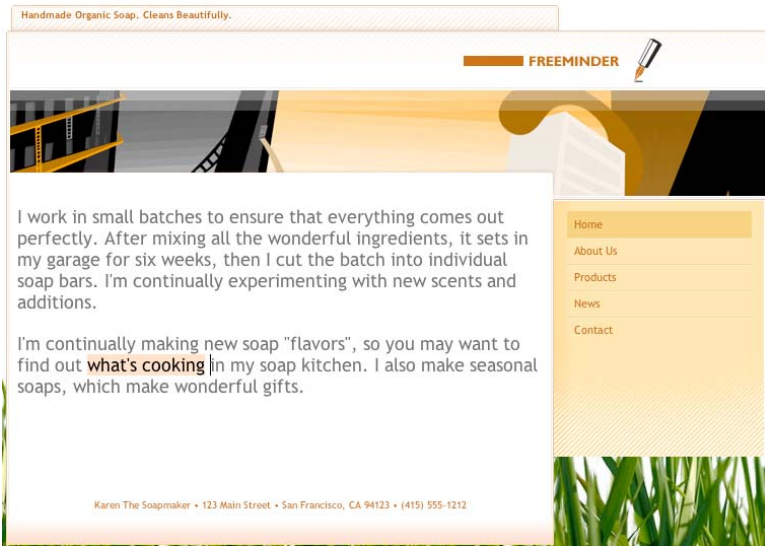 Handmade Organic Soap. Cleans Beautifully.
FREEMINDER
I work in small batches to ensure that everything comes out
perfectly. After mixing all the wonderful ingredients, it sets in
my garage for six weeks, then I cut the batch into individual
soap bars. I'm continually experimenting with new scents and
additions.
I'm continually making new soap "flavors", so you may want to
find out what's cooking in my soap kitchen. I also make seasonal
soaps, which make wonderful gifts.
Home
About Us
Products
News
Contact
Karen The Soapmaker • 123 Main Street • San Francisco, CA 94123 • (415) 555-1212